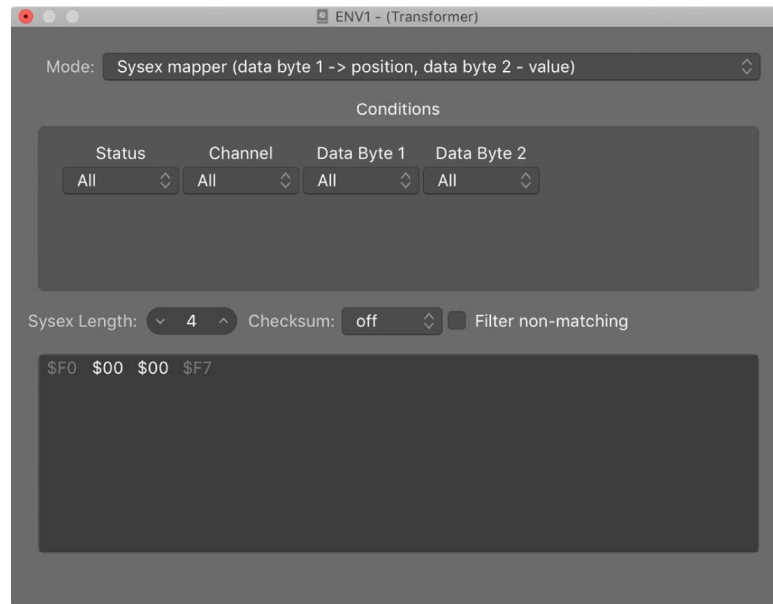 ENV1 - (Transformer)
Mode: Sysex mapper (data byte 1 -> position, data byte 2 - value)
Conditions
Status Channel Data Byte 1 Data Byte 2
All All All All
Sysex Length: 4 Checksum: off Filter non-matching
$F0 $00 $00 $F7